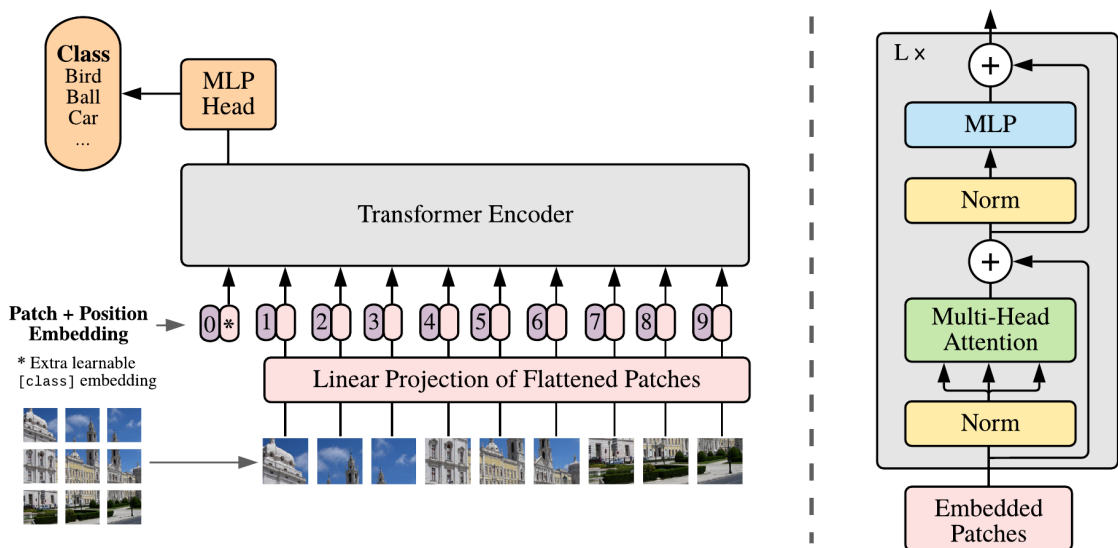 Class
Bird
Ball
Car
...
MLP
Head
Transformer Encoder
Patch + Position
Embedding
* Extra learnable
[class] embedding
0 * 1 2 3 4 5 6 7 8 9
Linear Projection of Flattened Patches
L ×
+
MLP
Norm
+
Multi-Head
Attention
Norm
Embedded
Patches